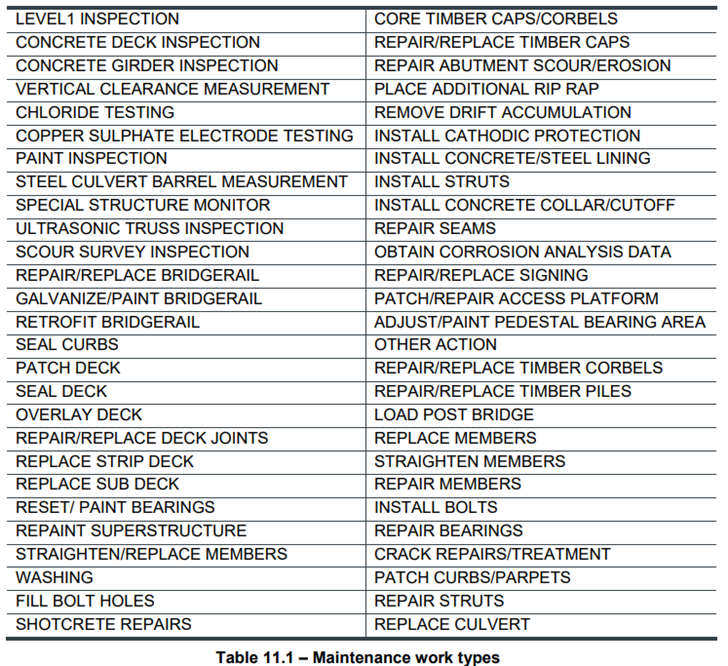 LEVEL1 INSPECTION CORE TIMBER CAPS/CORBELS
CONCRETE DECK INSPECTION REPAIR/REPLACE TIMBER CAPS
CONCRETE GIRDER INSPECTION REPAIR ABUTMENT SCOUR/EROSION
VERTICAL CLEARANCE MEASUREMENT PLACE ADDITIONAL RIP RAP
CHLORIDE TESTING REMOVE DRIFT ACCUMULATION
COPPER SULPHATE ELECTRODE TESTING INSTALL CATHODIC PROTECTION
PAINT INSPECTION INSTALL CONCRETE/STEEL LINING
STEEL CULVERT BARREL MEASUREMENT INSTALL STRUTS
SPECIAL STRUCTURE MONITOR INSTALL CONCRETE COLLAR/CUTOFF
ULTRASONIC TRUSS INSPECTION REPAIR SEAMS
SCOUR SURVEY INSPECTION OBTAIN CORROSION ANALYSIS DATA
REPAIR/REPLACE BRIDGERAIL REPAIR/REPLACE SIGNING
GALVANIZE/PAINT BRIDGERAIL PATCH/REPAIR ACCESS PLATFORM
RETROFIT BRIDGERAIL ADJUST/PAINT PEDESTAL BEARING AREA
SEAL CURBS OTHER ACTION
PATCH DECK REPAIR/REPLACE TIMBER CORBELS
SEAL DECK REPAIR/REPLACE TIMBER PILES
OVERLAY DECK LOAD POST BRIDGE
REPAIR/REPLACE DECK JOINTS REPLACE MEMBERS
REPLACE STRIP DECK STRAIGHTEN MEMBERS
REPLACE SUB DECK REPAIR MEMBERS
RESET/ PAINT BEARINGS INSTALL BOLTS
REPAINT SUPERSTRUCTURE REPAIR BEARINGS
STRAIGHTEN/REPLACE MEMBERS CRACK REPAIRS/TREATMENT
WASHING PATCH CURBS/PARPETS
FILL BOLT HOLES REPAIR STRUTS
SHOTCRETE REPAIRS REPLACE CULVERT
Table 11.1 – Maintenance work types